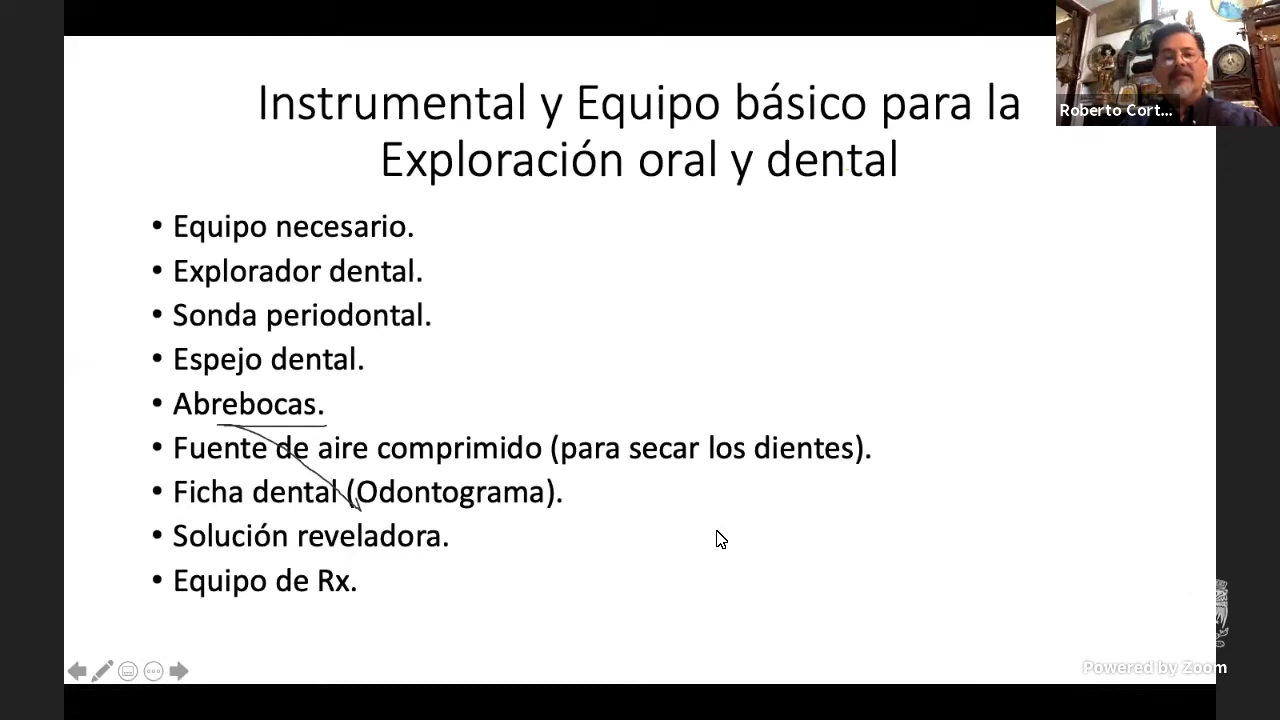 Instrumental y Equipo básico para la
Exploración oral y dental
• Equipo necesario.
• Explorador dental.
• Sonda periodontal.
• Espejo dental.
• Abrebocas.
• Fuente de aire comprimido (para secar los dientes).
• Ficha dental (Odontograma).
• Solución reveladora.
• Equipo de Rx.
Roberto Cort...
Powered by Zoom